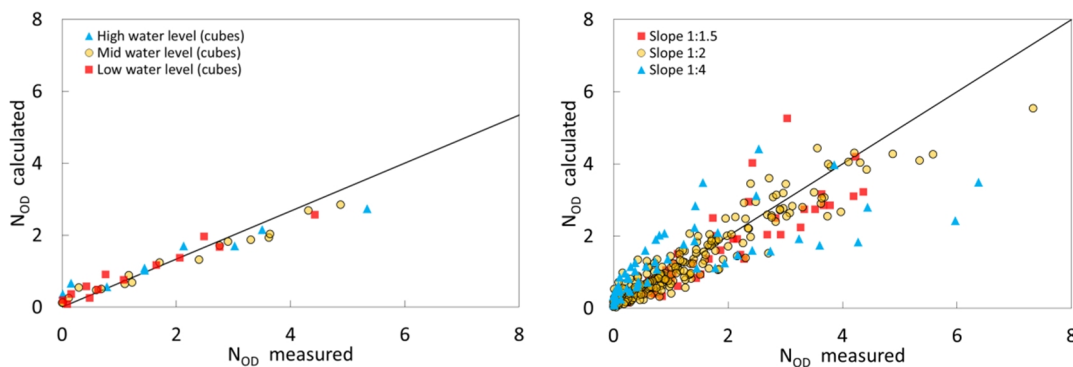 8
6
4
2
0
N_OD calculated
High water level (cubes)
Mid water level (cubes)
Low water level (cubes)
0 2 4 6 8
N_OD measured
8
6
4
2
0
N_OD calculated
Slope 1:1.5
Slope 1:2
Slope 1:4
0 2 4 6 8
N_OD measured